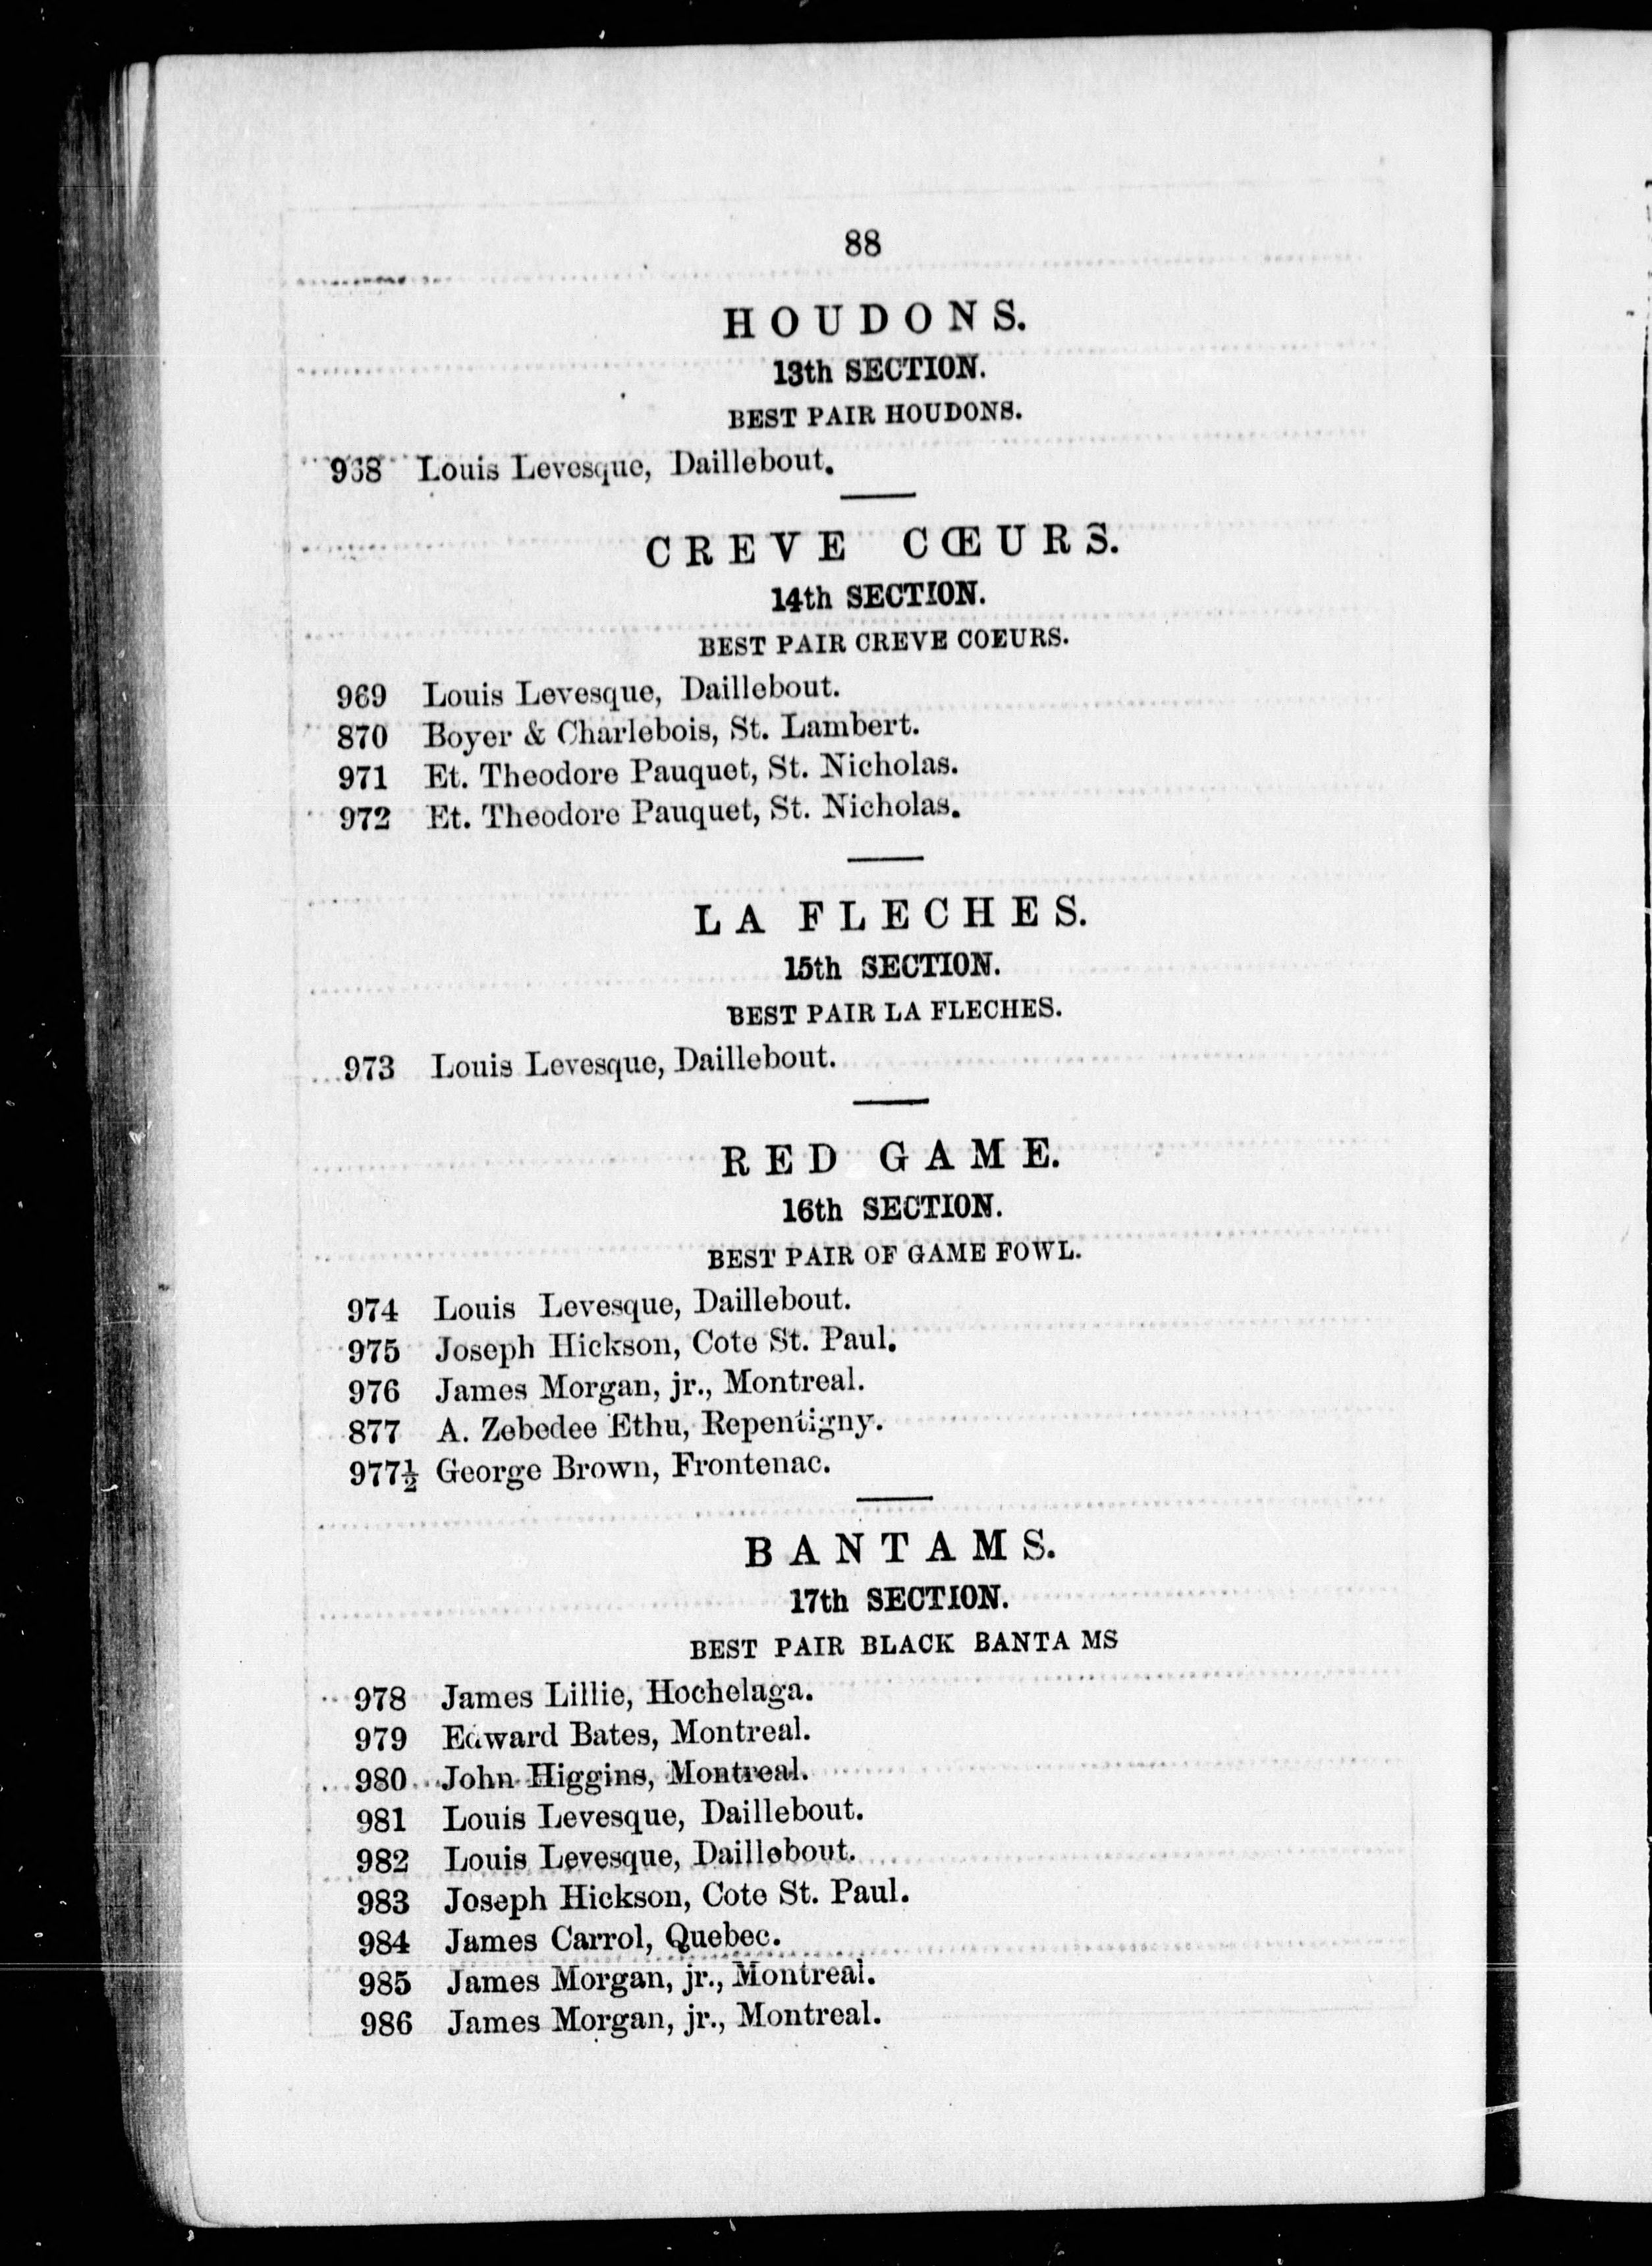 88
HOUDONS.
13th SECTION.
BEST PAIR HOUDONS.
968 Louis Levesque, Daillebout.
CREVE CŒURS.
14th SECTION.
BEST PAIR CREVE COEURS.
969 Louis Levesque, Daillebout.
870 Boyer & Charlebois, St. Lambert.
971 Et. Theodore Pauquet, St. Nicholas.
972 Et. Theodore Pauquet, St. Nicholas.
LA FLECHES.
15th SECTION.
BEST PAIR LA FLECHES.
973 Louis Levesque, Daillebout.
RED GAME.
16th SECTION.
BEST PAIR OF GAME FOWL.
974 Louis Levesque, Daillebout.
975 Joseph Hickson, Cote St. Paul.
976 James Morgan, jr., Montreal.
877 A. Zebedee Ethu, Repentigny.
977½ George Brown, Frontenac.
BANTAMS.
17th SECTION.
BEST PAIR BLACK BANTA MS
978 James Lillie, Hochelaga.
979 Edward Bates, Montreal.
980 John Higgins, Montreal.
981 Louis Levesque, Daillebout.
982 Louis Levesque, Daillebout.
983 Joseph Hickson, Cote St. Paul.
984 James Carrol, Quebec.
985 James Morgan, jr., Montreal.
986 James Morgan, jr., Montreal.